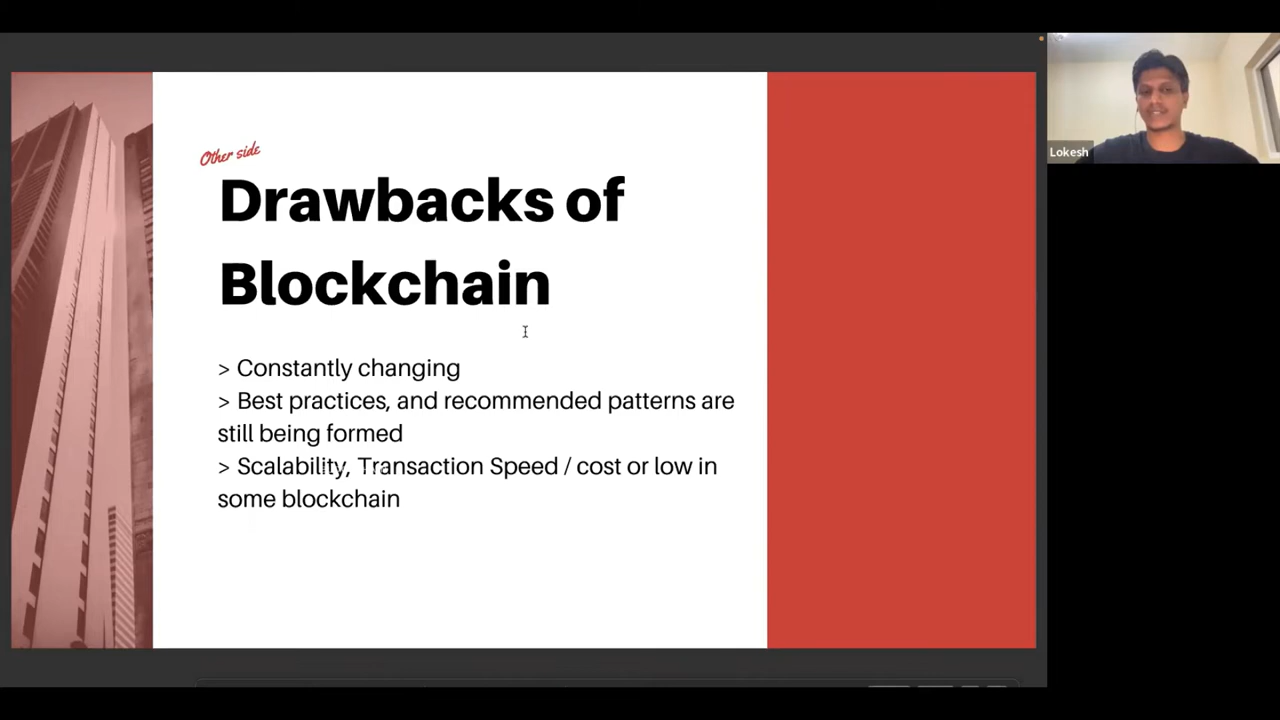 Other side
Drawbacks of
Blockchain
> Constantly changing
> Best practices, and recommended patterns are
still being formed
> Scalability, Transaction Speed / cost or low in
some blockchain
Lokesh